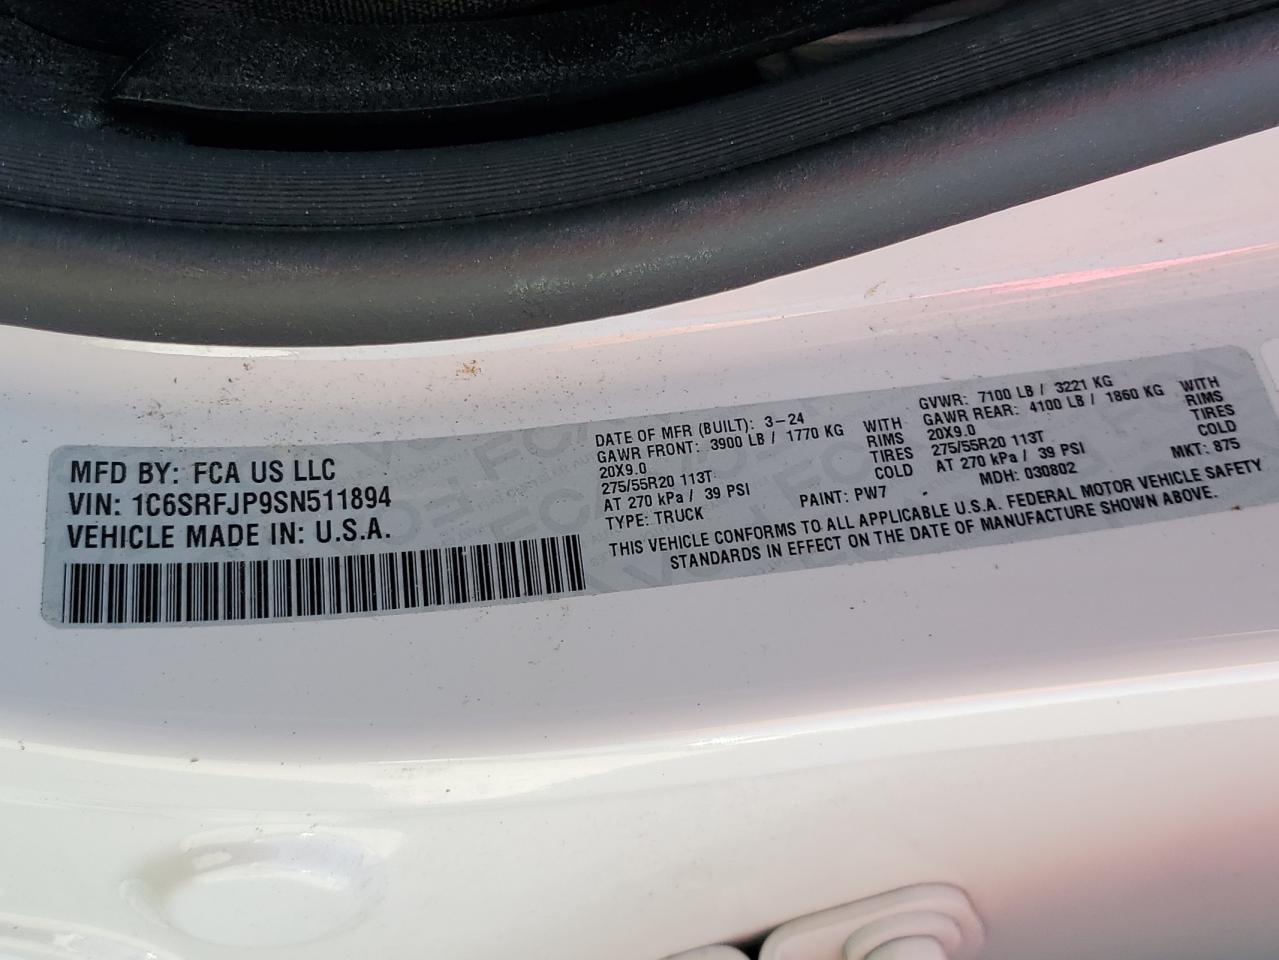 MFD BY: FCA US LLC
VIN: 1C6SRFJP9SN511894
VEHICLE MADE IN: U.S.A.
DATE OF MFR (BUILT): 3-24
GAWR FRONT: 3900 LB / 1770 KG WITH
20X9.0 RIMS
275/55R20 113T TIRES
AT 270 kPa / 39 PSI COLD
TYPE: TRUCK PAINT: PW7
GVWR: 7100 LB / 3221 KG
GAWR REAR: 4100 LB / 1860 KG WITH
20X9.0 RIMS
275/55R20 113T TIRES
AT 270 kPa / 39 PSI COLD
MDH: 030802 MKT: 875
THIS VEHICLE CONFORMS TO ALL APPLICABLE U.S.A. FEDERAL MOTOR VEHICLE SAFETY
STANDARDS IN EFFECT ON THE DATE OF MANUFACTURE SHOWN ABOVE.